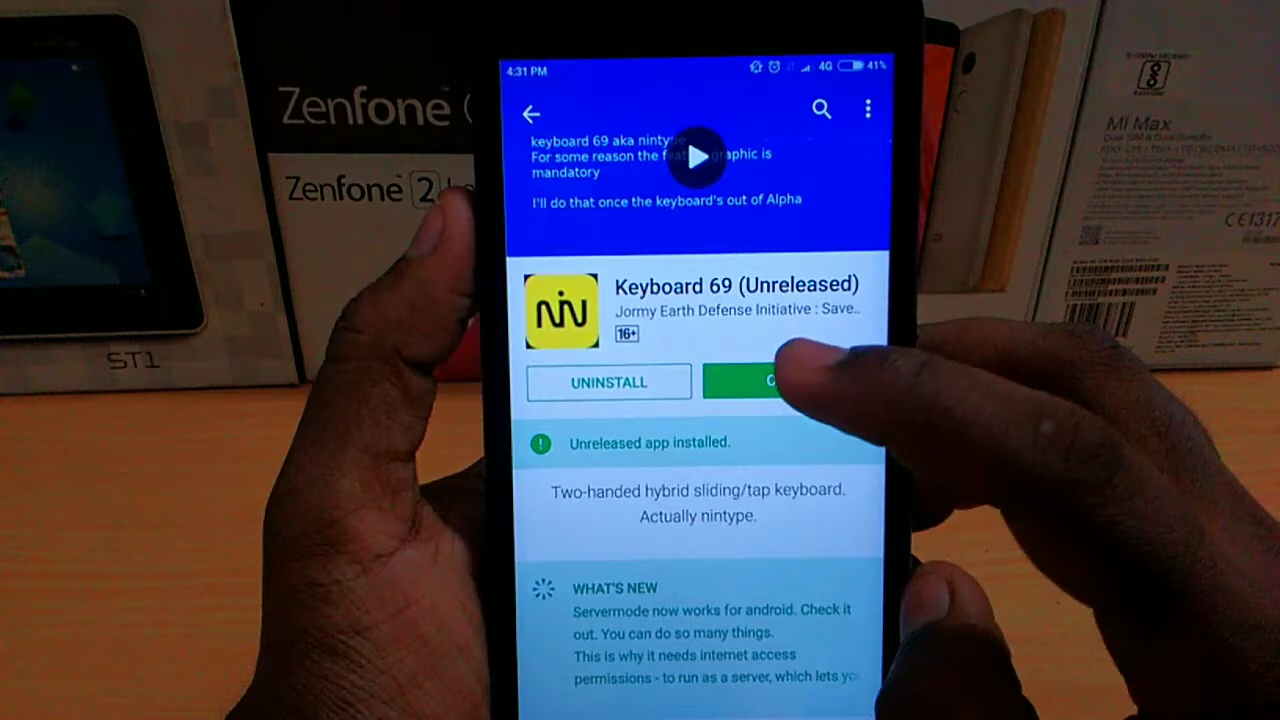 Zenfone
Zenfone 2
ST1
4:31 PM
4G
41%
keyboard 69 aka nintype
For some reason the graphic is
mandatory
I'll do that once the keyboard's out of Alpha
nin
Keyboard 69 (Unreleased)
Jormy Earth Defense Initiative : Save..
16+
UNINSTALL
Unreleased app installed.
Two-handed hybrid sliding/tap keyboard.
Actually nintype.
WHAT'S NEW
Servermode now works for android. Check it
out. You can do so many things.
This is why it needs internet access
permissions - to run as a server, which lets yo
MI Max
CE1317